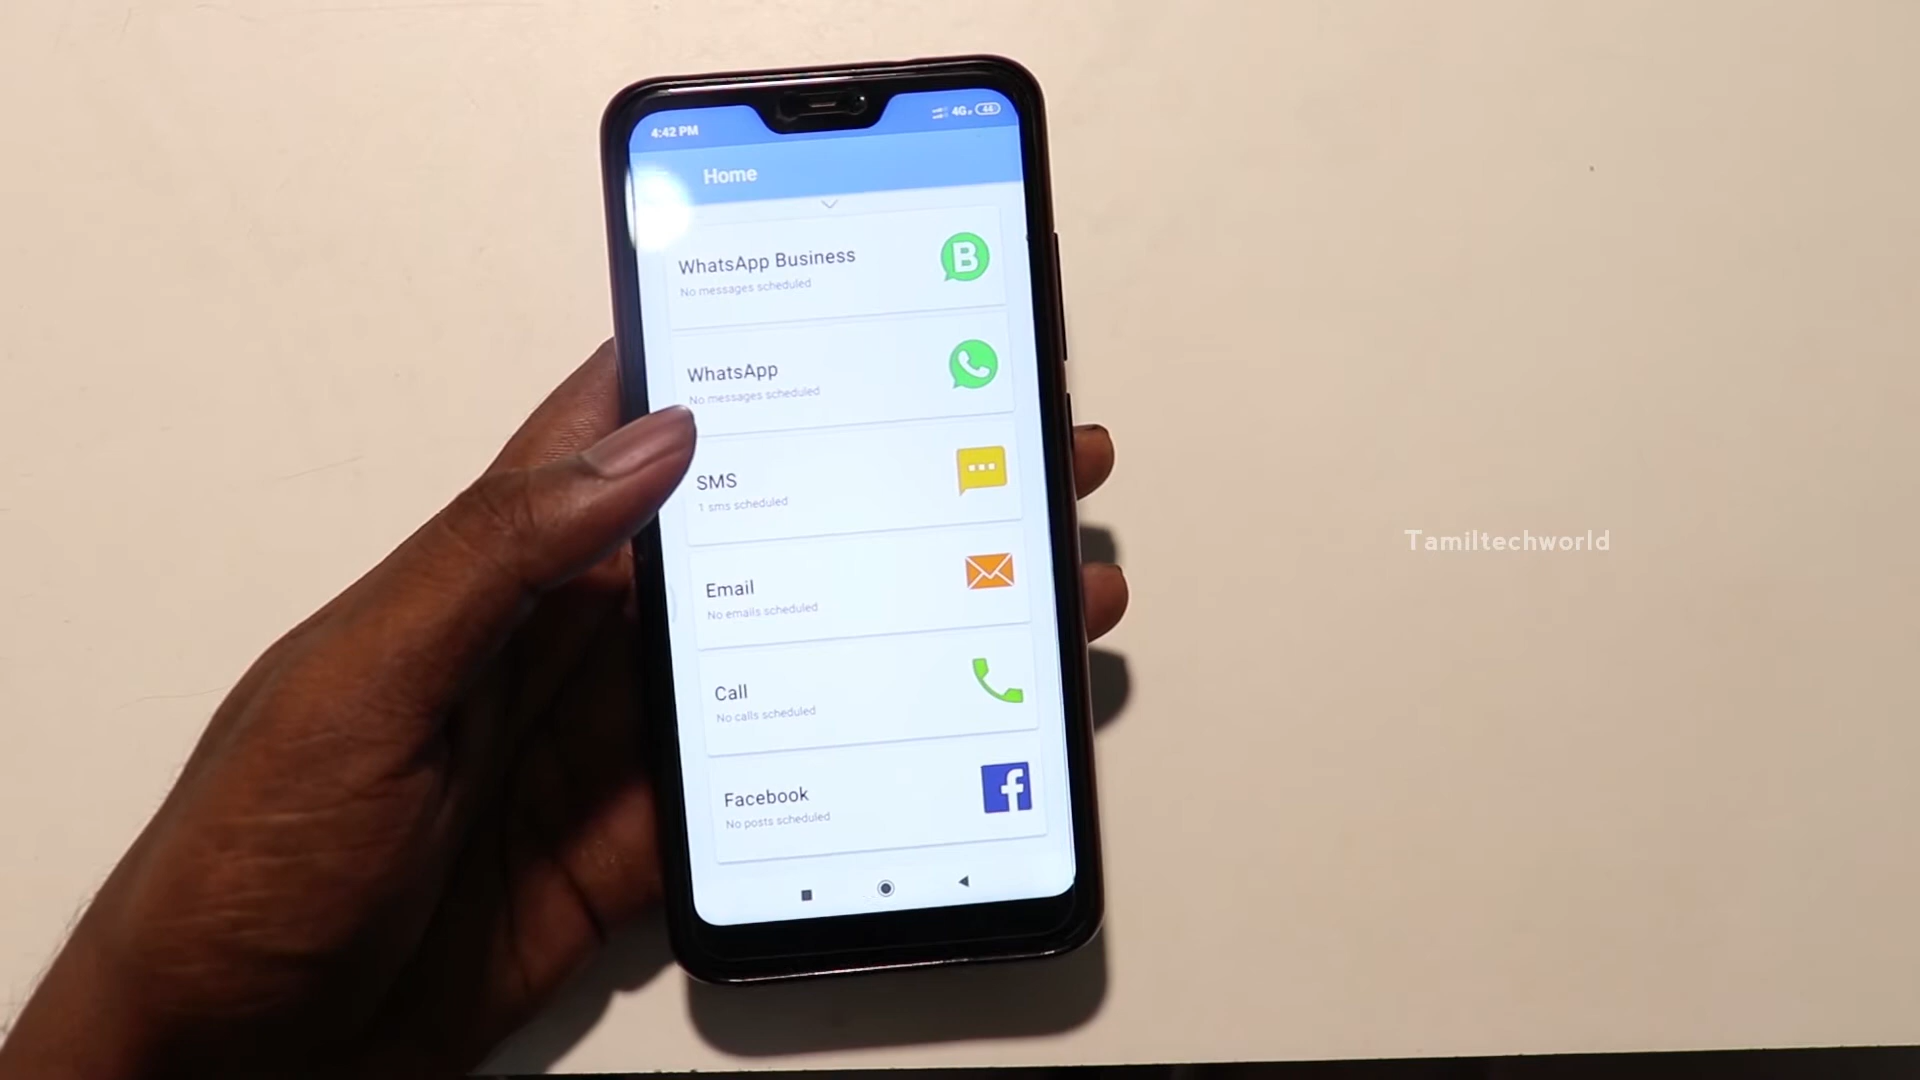 4:42 PM
4G 44
Home
WhatsApp Business
No messages scheduled
B
WhatsApp
No messages scheduled
SMS
1 sms scheduled
Email
No emails scheduled
Call
No calls scheduled
Facebook
No posts scheduled
f
Tamiltechworld